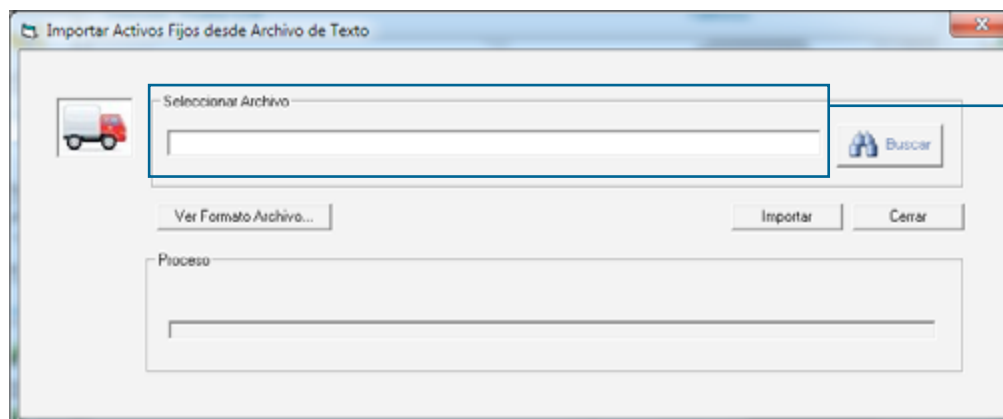 Importar Activos Fijos desde Archivo de Texto
Seleccionar Archivo
Buscar
Ver Formato Archivo...
Importar
Cerrar
Proceso